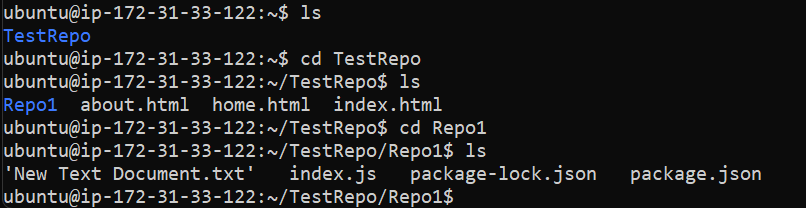 ubuntu@ip-172-31-33-122:~$ ls
TestRepo
ubuntu@ip-172-31-33-122:~$ cd TestRepo
ubuntu@ip-172-31-33-122:~/TestRepo$ ls
Repo1  about.html  home.html  index.html
ubuntu@ip-172-31-33-122:~/TestRepo$ cd Repo1
ubuntu@ip-172-31-33-122:~/TestRepo/Repo1$ ls
'New Text Document.txt'   index.js   package-lock.json   package.json
ubuntu@ip-172-31-33-122:~/TestRepo/Repo1$